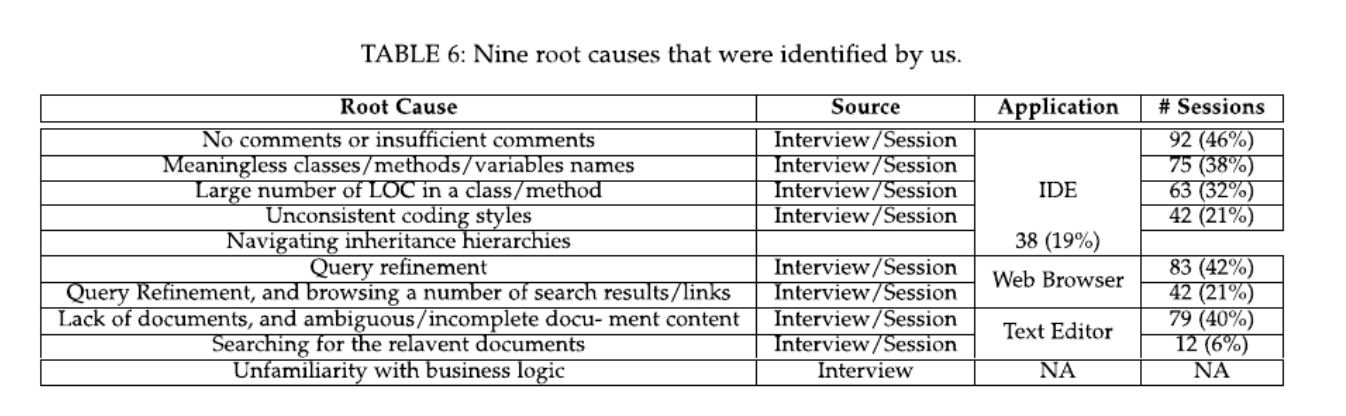 TABLE 6: Nine root causes that were identified by us.
Root Cause Source Application # Sessions
No comments or insufficient comments Interview/Session 92 (46%)
Meaningless classes/methods/variables names Interview/Session 75 (38%)
Large number of LOC in a class/method Interview/Session IDE 63 (32%)
Unconsistent coding styles Interview/Session 42 (21%)
Navigating inheritance hierarchies 38 (19%)
Query refinement Interview/Session 83 (42%)
Web Browser
Query Refinement, and browsing a number of search results/links Interview/Session 42 (21%)
Lack of documents, and ambiguous/incomplete docu- ment content Interview/Session 79 (40%)
Text Editor
Searching for the relavent documents Interview/Session 12 (6%)
Unfamiliarity with business logic Interview NA NA